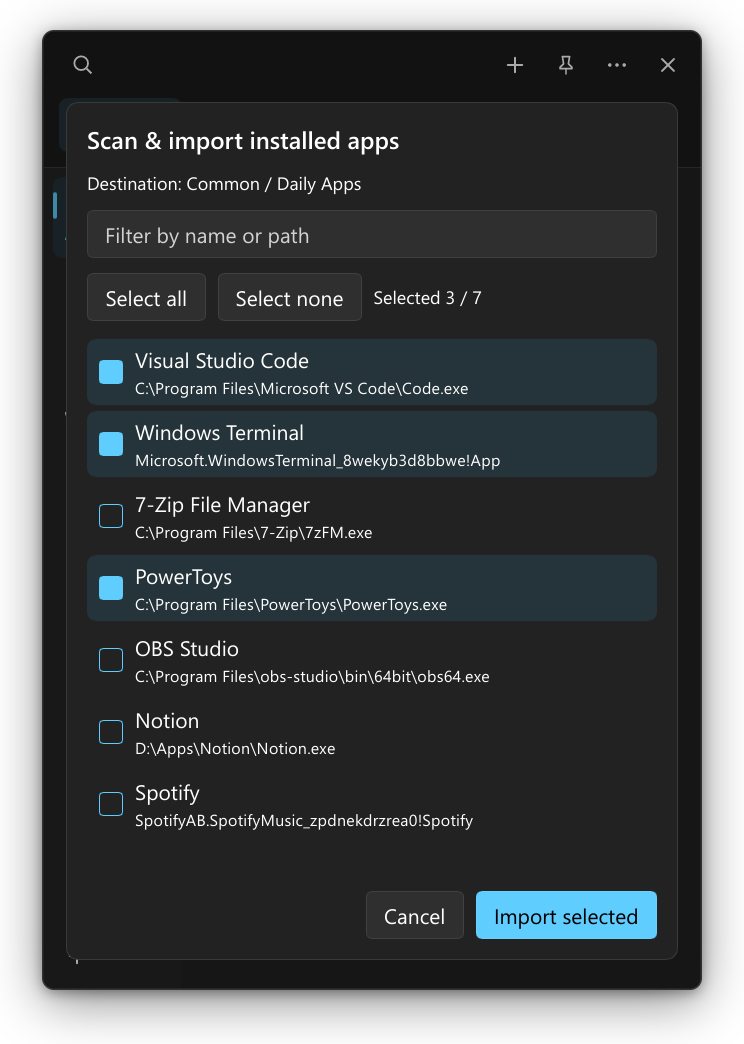 Scan & import installed apps
Destination: Common / Daily Apps
Filter by name or path
Select all
Select none
Selected 3 / 7
Visual Studio Code
C:\Program Files\Microsoft VS Code\Code.exe
Windows Terminal
Microsoft.WindowsTerminal_8wekyb3d8bbwe!App
7-Zip File Manager
C:\Program Files\7-Zip\7zFM.exe
PowerToys
C:\Program Files\PowerToys\PowerToys.exe
OBS Studio
C:\Program Files\obs-studio\bin\64bit\obs64.exe
Notion
D:\Apps\Notion\Notion.exe
Spotify
SpotifyAB.SpotifyMusic_zpdnekdrzrea0!Spotify
Cancel
Import selected